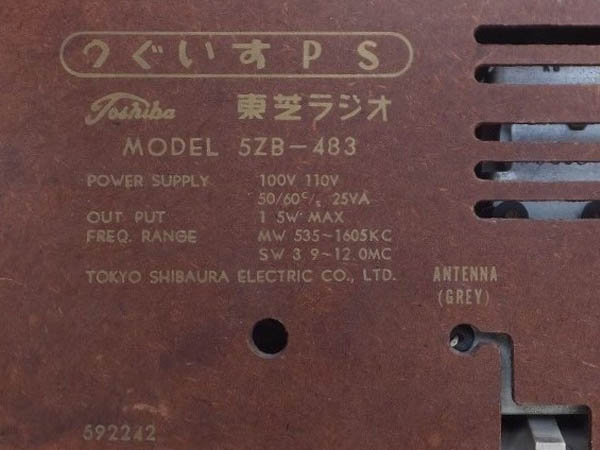 うぐいすPS
Toshiba 東芝ラジオ
MODEL 5ZB-483
POWER SUPPLY 100V 110V
50/60 C/S 25VA
OUT PUT 1.5W MAX
FREQ. RANGE MW 535~1605KC
SW 3.9~12.0MC
TOKYO SHIBAURA ELECTRIC CO., LTD.
ANTENNA
(GREY)
592242